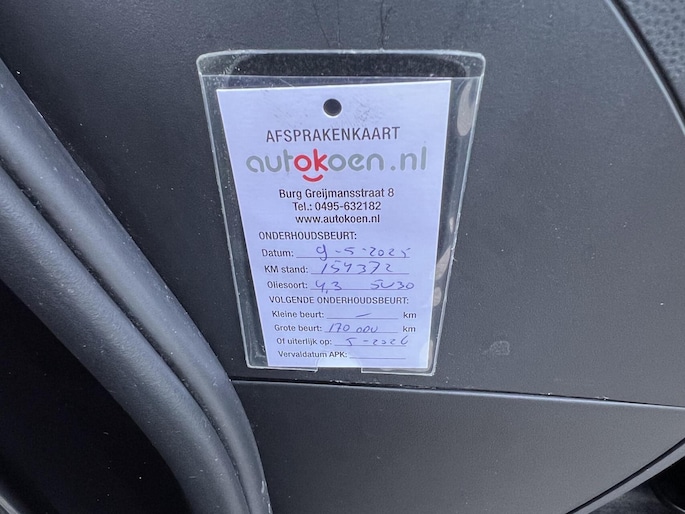 AFSPRAKENKAART
autokoen.nl
Burg Greijmansstraat 8
Tel.: 0495-632182
www.autokoen.nl
ONDERHOUDSBEURT:
Datum: 9-5-2025
KM stand: 154372
Oliesoort: 4,3 5W30
VOLGENDE ONDERHOUDSBEURT:
Kleine beurt: - km
Grote beurt: 170 000 km
Of uiterlijk op: 5-2026
Vervaldatum APK: